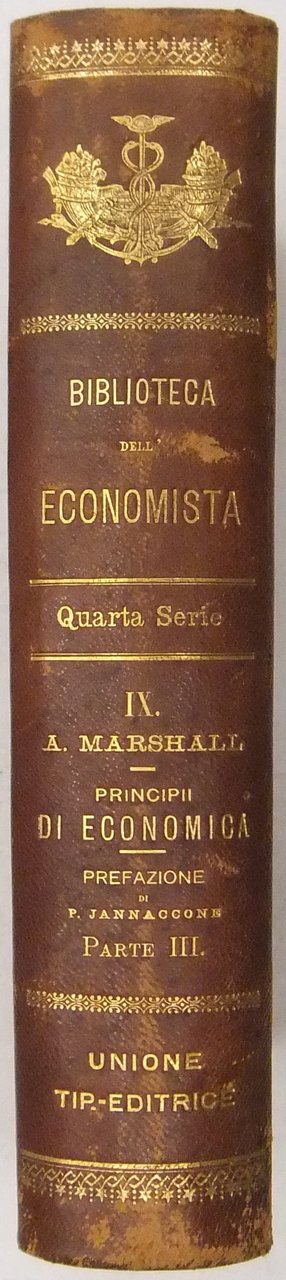 BIBLIOTECA
DELL'
ECONOMISTA
Quarta Serie
IX.
A. MARSHALL
PRINCIPII
DI ECONOMICA
PREFAZIONE
DI
P. JANNACCONE
PARTE III.
UNIONE
TIP.-EDITRICE